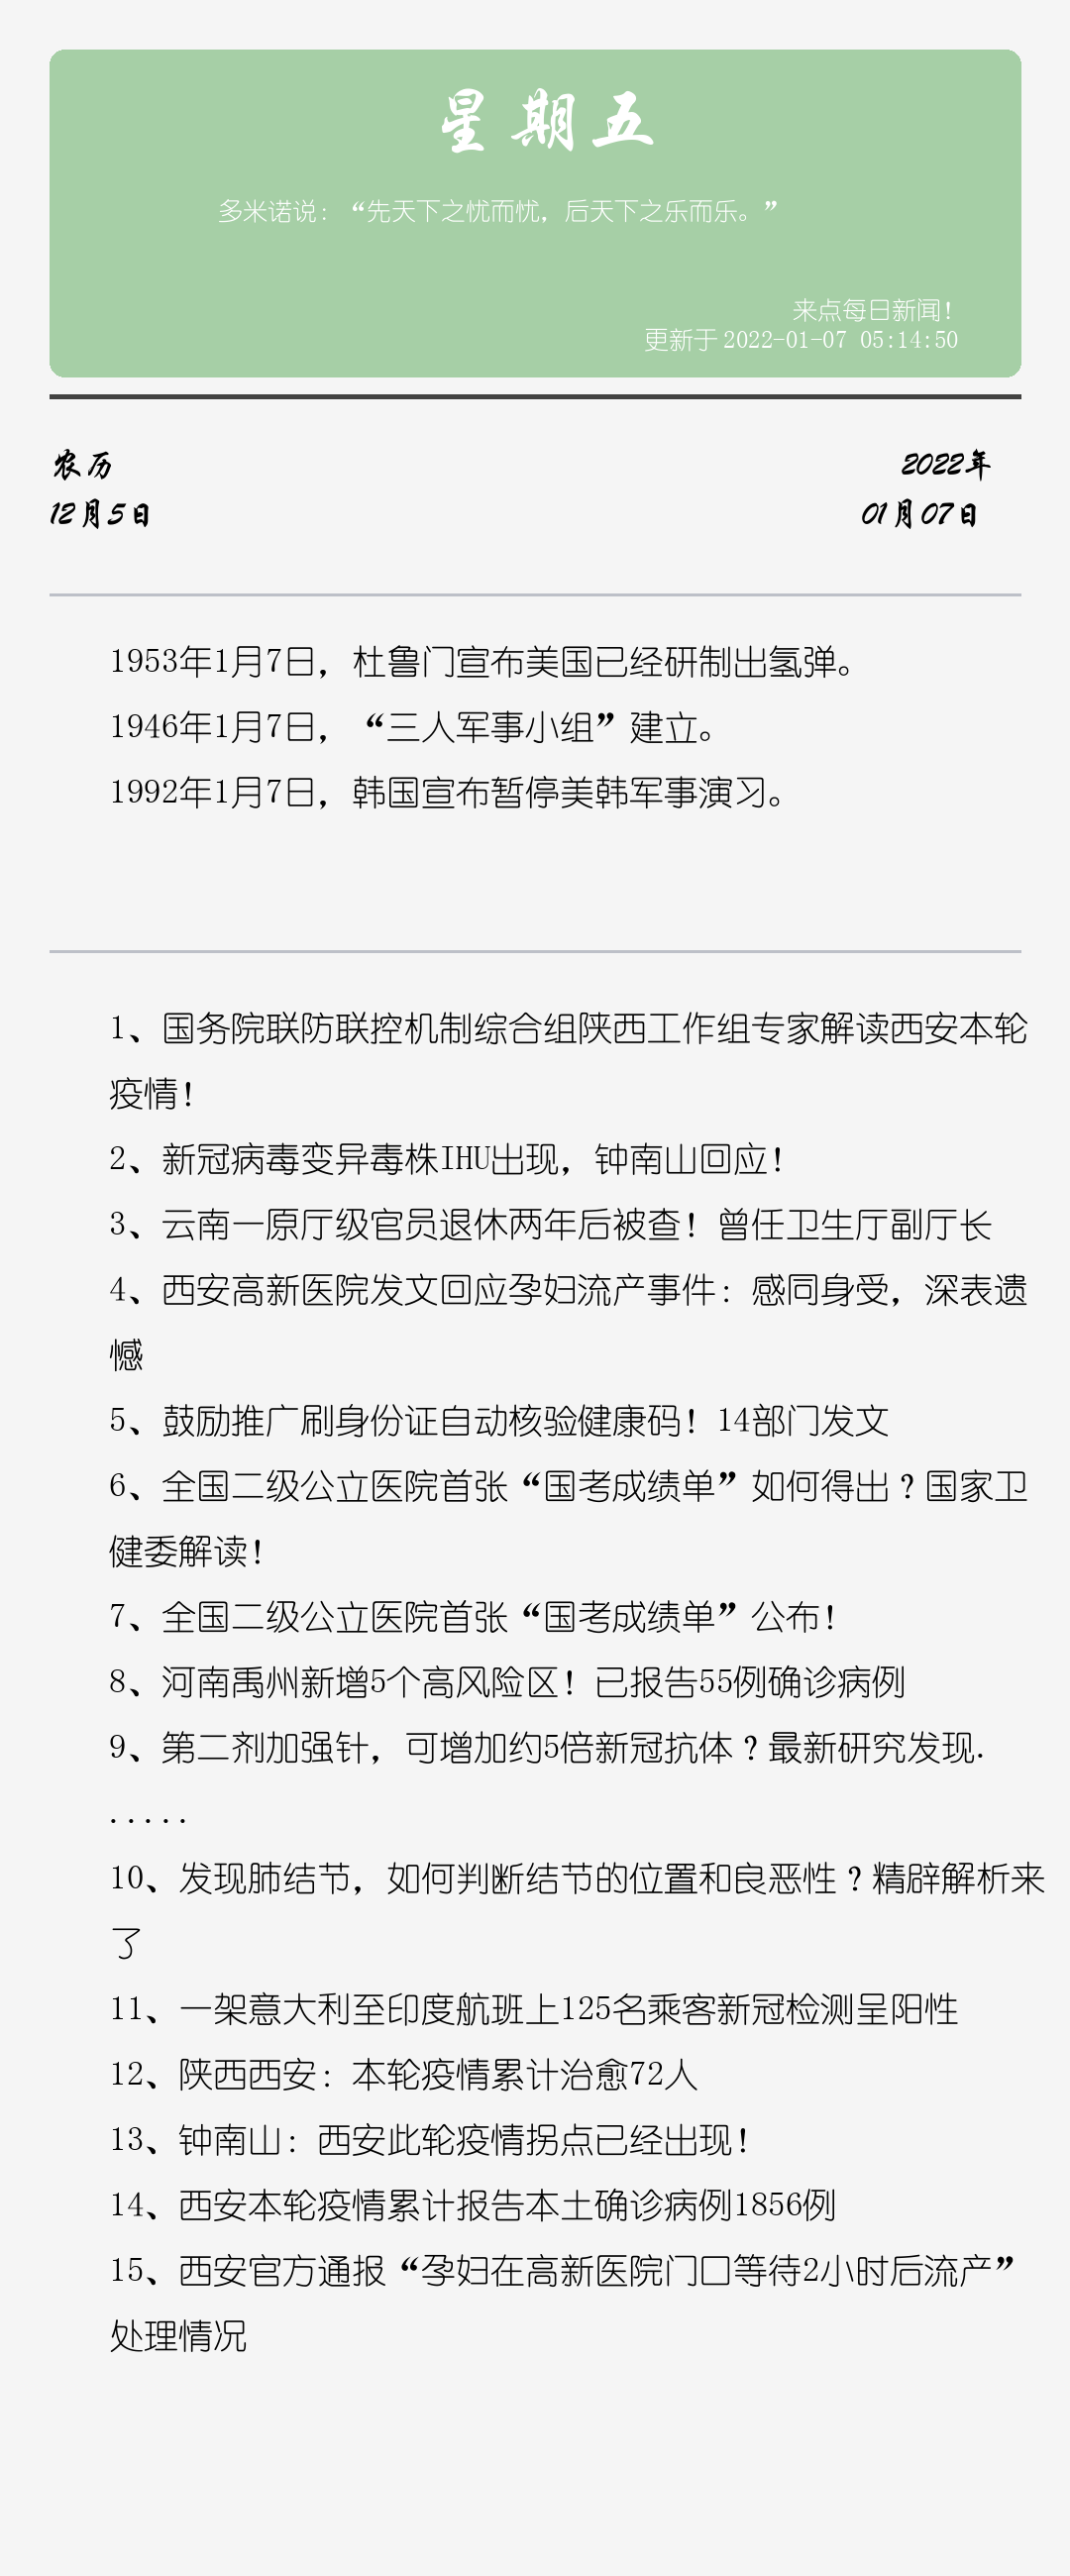 星期五
多米诺说：“先天下之忧而忧，后天下之乐而乐。”
来点每日新闻！
更新于2022-01-07 05:14:50
农历
12月5日
2022年
01月07日
1953年1月7日，杜鲁门宣布美国已经研制出氢弹。
1946年1月7日，“三人军事小组”建立。
1992年1月7日，韩国宣布暂停美韩军事演习。
1、国务院联防联控机制综合组陕西工作组专家解读西安本轮
疫情！
2、新冠病毒变异毒株IHU出现，钟南山回应！
3、云南一原厅级官员退休两年后被查！曾任卫生厅副厅长
4、西安高新医院发文回应孕妇流产事件：感同身受，深表遗
憾
5、鼓励推广刷身份证自动核验健康码！14部门发文
6、全国二级公立医院首张“国考成绩单”如何得出？国家卫
健委解读！
7、全国二级公立医院首张“国考成绩单”公布！
8、河南禹州新增5个高风险区！已报告55例确诊病例
9、第二剂加强针，可增加约5倍新冠抗体？最新研究发现.
.....
10、发现肺结节，如何判断结节的位置和良恶性？精辟解析来
了
11、一架意大利至印度航班上125名乘客新冠检测呈阳性
12、陕西西安：本轮疫情累计治愈72人
13、钟南山：西安此轮疫情拐点已经出现！
14、西安本轮疫情累计报告本土确诊病例1856例
15、西安官方通报“孕妇在高新医院门口等待2小时后流产”
处理情况